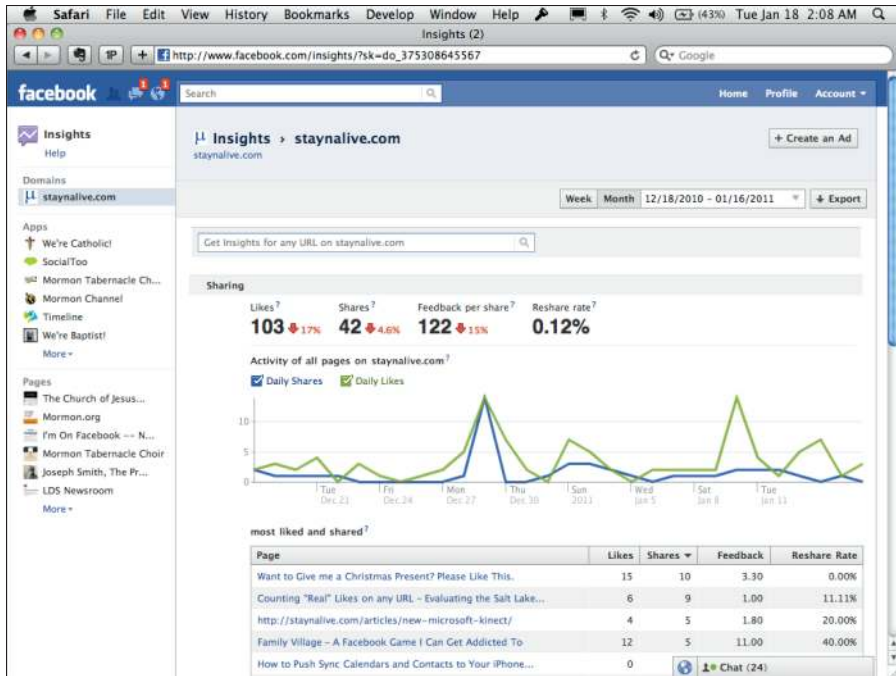 Safari File Edit View History Bookmarks Develop Window Help (43%) Tue Jan 18 2:08 AM
Insights (2)
1P + http://www.facebook.com/insights/?sk=do_375308645567 Google
facebook 1 1 Search Home Profile Account
Insights
Help
Domains
staynalive.com
Apps
We're Catholic!
SocialToo
Mormon Tabernacle Ch...
Mormon Channel
Timeline
We're Baptist!
More
Pages
The Church of Jesus...
Mormon.org
I'm On Facebook -- N...
Mormon Tabernacle Choir
Joseph Smith, The Pr...
LDS Newsroom
More
µ Insights › staynalive.com
staynalive.com
+ Create an Ad
Week Month 12/18/2010 - 01/16/2011 Export
Get Insights for any URL on staynalive.com
Sharing
Likes? Shares? Feedback per share? Reshare rate?
103 17% 42 4.6% 122 15% 0.12%
Activity of all pages on staynalive.com?
Daily Shares Daily Likes
10
5
0
Tue Fri Mon Thu Sun Wed Sat Tue
Dec 21 Dec 24 Dec 27 Dec 30 2011 Jan 5 Jan 8 Jan 11
most liked and shared?
Page Likes Shares Feedback Reshare Rate
Want to Give me a Christmas Present? Please Like This. 15 10 3.30 0.00%
Counting "Real" Likes on any URL - Evaluating the Salt Lake... 6 9 1.00 11.11%
http://staynalive.com/articles/new-microsoft-kinect/ 4 5 1.80 20.00%
Family Village - A Facebook Game I Can Get Addicted To 12 5 11.00 40.00%
How to Push Sync Calendars and Contacts to Your iPhone... 0
Chat (24)